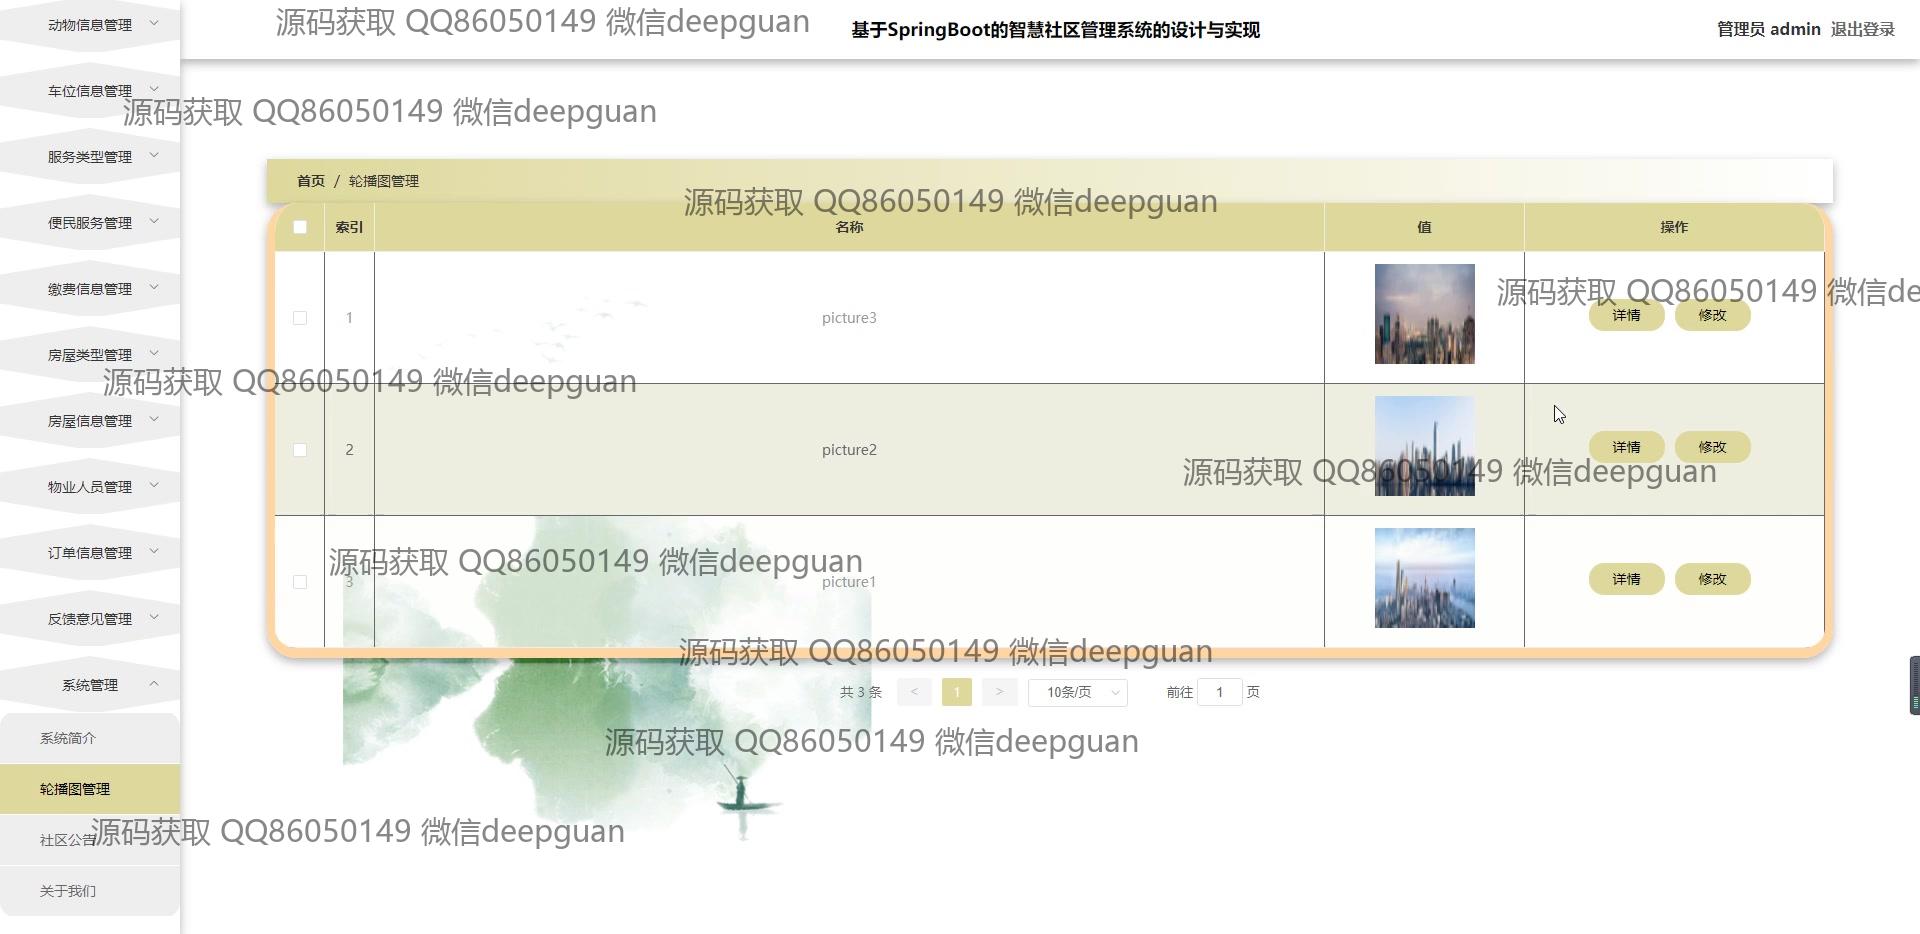 动物信息管理
源码获取 QQ86050149 微信deepguan
基于SpringBoot的智慧社区管理系统的设计与实现
管理员 admin 退出登录
车位信息管理
源码获取 QQ86050149 微信deepguan
服务类型管理
首页 / 轮播图管理
源码获取 QQ86050149 微信deepguan
便民服务管理
索引 名称 值 操作
缴费信息管理
源码获取 QQ86050149 微信de
1 picture3 详情 修改
房屋类型管理
源码获取 QQ86050149 微信deepguan
房屋信息管理
2 picture2 详情 修改
源码获取 QQ86050149 微信deepguan
物业人员管理
订单信息管理
源码获取 QQ86050149 微信deepguan
3 picture1 详情 修改
反馈意见管理
源码获取 QQ86050149 微信deepguan
系统管理
共 3 条 < 1 > 10条/页 前往 1 页
系统简介
源码获取 QQ86050149 微信deepguan
轮播图管理
社区公告
源码获取 QQ86050149 微信deepguan
关于我们